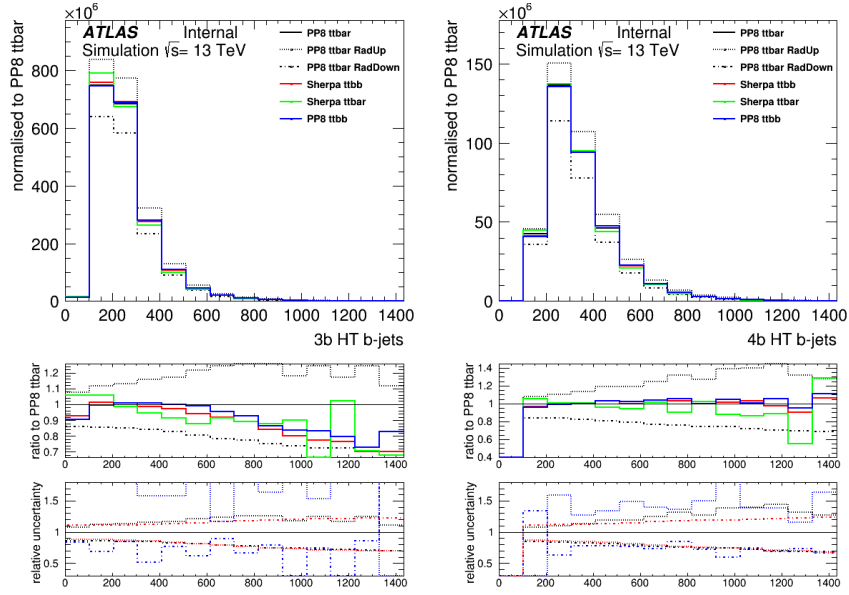 ×10⁶
ATLAS Internal
Simulation √s= 13 TeV
PP8 ttbar
PP8 ttbar RadUp
PP8 ttbar RadDown
Sherpa ttbb
Sherpa ttbar
PP8 ttbb
normalised to PP8 ttbar
800
600
400
200
0
0 200 400 600 800 1000 1200 1400
3b HT b-jets
ratio to PP8 ttbar
1.2
1.1
1
0.9
0.8
0.7
0 200 400 600 800 1000 1200 1400
relative uncertainty
1.5
1
0.5
0 200 400 600 800 1000 1200 1400
×10⁶
ATLAS Internal
Simulation √s= 13 TeV
PP8 ttbar
PP8 ttbar RadUp
PP8 ttbar RadDown
Sherpa ttbb
Sherpa ttbar
PP8 ttbb
normalised to PP8 ttbar
150
100
50
0
0 200 400 600 800 1000 1200 1400
4b HT b-jets
ratio to PP8 ttbar
1.4
1.2
1
0.8
0.6
0.4
0 200 400 600 800 1000 1200 1400
relative uncertainty
1.5
1
0.5
0 200 400 600 800 1000 1200 1400